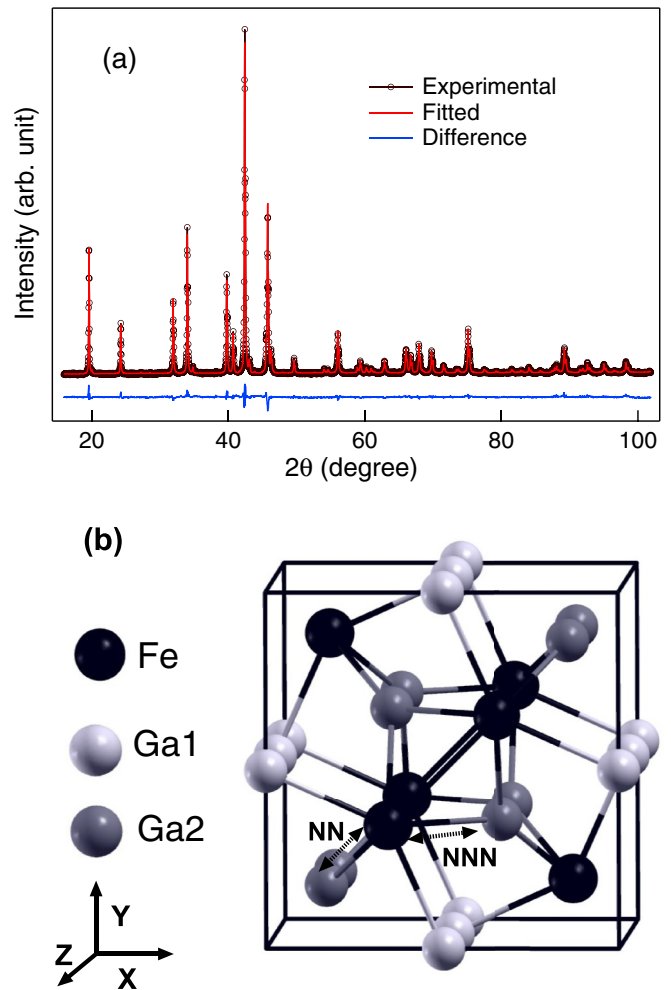 (a)
Experimental
Fitted
Difference
Intensity (arb. unit)
20 40 60 80 100
2θ (degree)
(b)
Fe
Ga1
Ga2
NN
NNN
Y
Z
X